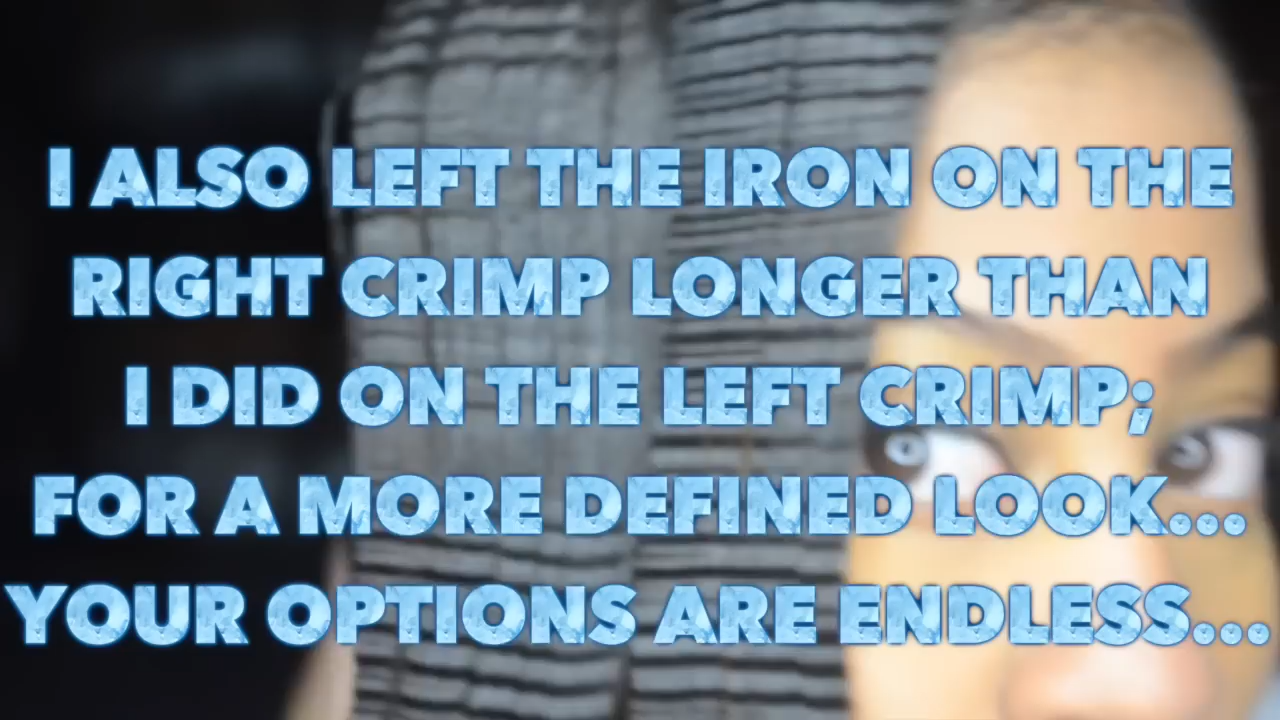 I ALSO LEFT THE IRON ON THE
RIGHT CRIMP LONGER THAN
I DID ON THE LEFT CRIMP;
FOR A MORE DEFINED LOOK...
YOUR OPTIONS ARE ENDLESS...